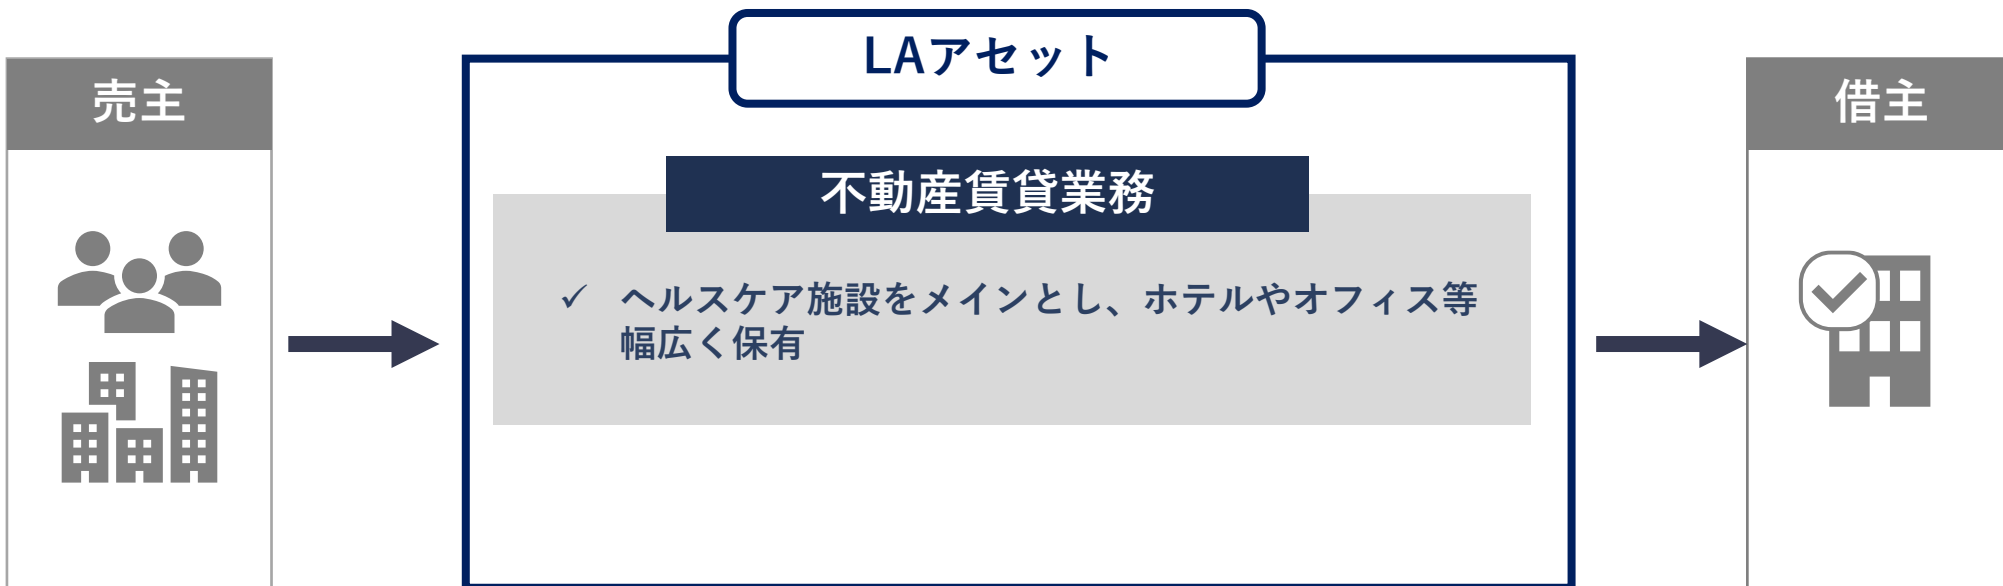 LAアセット
売主
借主
不動産賃貸業務
✓ ヘルスケア施設をメインとし、ホテルやオフィス等
幅広く保有